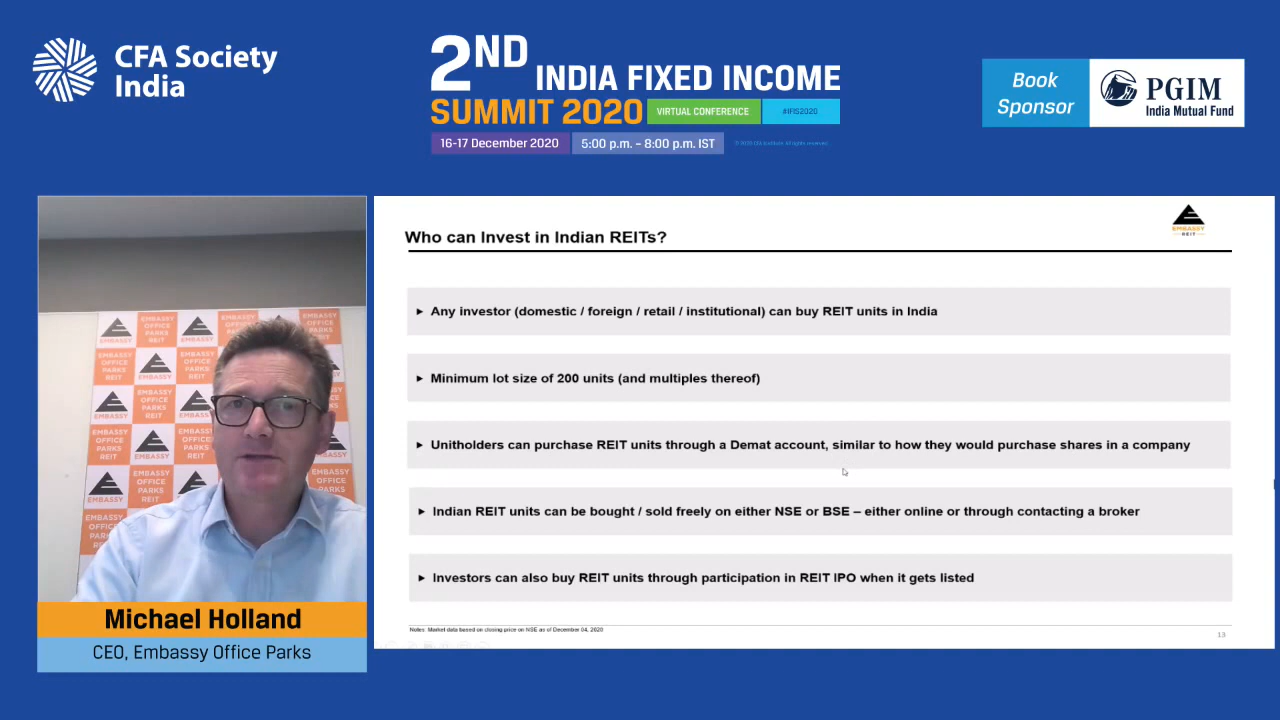 CFA Society
India
2ND
INDIA FIXED INCOME
SUMMIT 2020
VIRTUAL CONFERENCE
#IFIS2020
16-17 December 2020
5:00 p.m. – 8:00 p.m. IST
© 2020 CFA Institute. All rights reserved.
Book
Sponsor
PGIM
India Mutual Fund
EMBASSY
OFFICE
PARKS
REIT
Michael Holland
CEO, Embassy Office Parks
Who can Invest in Indian REITs?
EMBASSY
REIT
► Any investor (domestic / foreign / retail / institutional) can buy REIT units in India
► Minimum lot size of 200 units (and multiples thereof)
► Unitholders can purchase REIT units through a Demat account, similar to how they would purchase shares in a company
► Indian REIT units can be bought / sold freely on either NSE or BSE – either online or through contacting a broker
► Investors can also buy REIT units through participation in REIT IPO when it gets listed
Notes: Market data based on closing price on NSE as of December 04, 2020
13